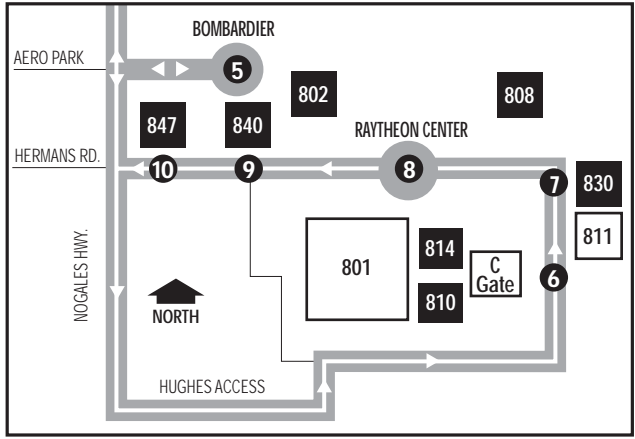 BOMBARDIER
AERO PARK
5
802
808
847
840
RAYTHEON CENTER
HERMANS RD.
10
9
8
7
830
811
NOGALES HWY.
801
814
C
Gate
6
810
NORTH
HUGHES ACCESS